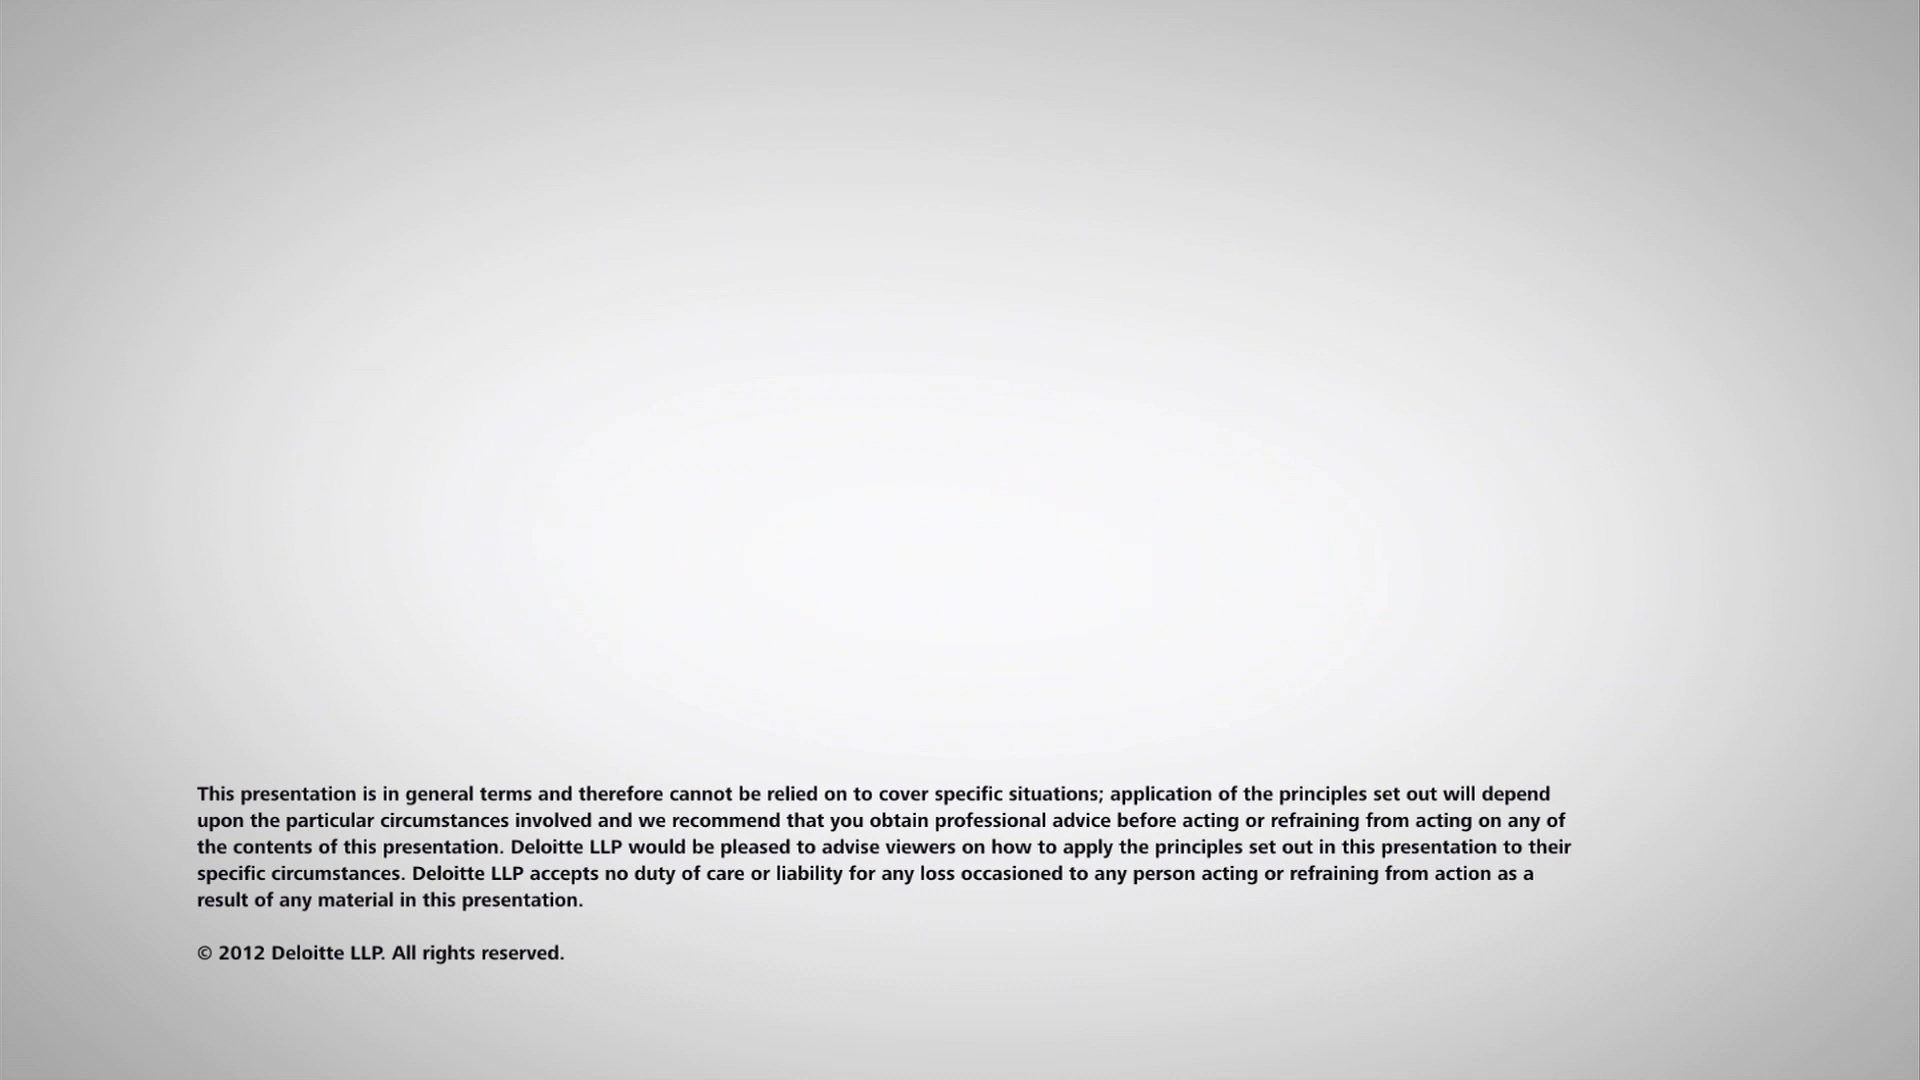 This presentation is in general terms and therefore cannot be relied on to cover specific situations; application of the principles set out will depend
upon the particular circumstances involved and we recommend that you obtain professional advice before acting or refraining from acting on any of
the contents of this presentation. Deloitte LLP would be pleased to advise viewers on how to apply the principles set out in this presentation to their
specific circumstances. Deloitte LLP accepts no duty of care or liability for any loss occasioned to any person acting or refraining from action as a
result of any material in this presentation.
© 2012 Deloitte LLP. All rights reserved.